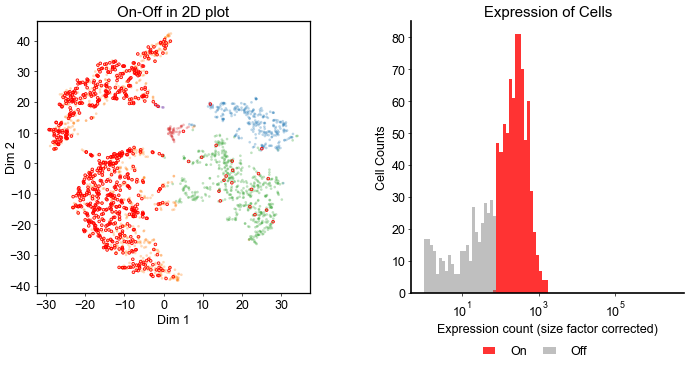 On-Off in 2D plot
40
30
20
10
0
−10
−20
−30
−40
Dim 2
−30 −20 −10 0 10 20 30
Dim 1
Expression of Cells
80
70
60
50
40
30
20
10
0
Cell Counts
10^1 10^3 10^5
Expression count (size factor corrected)
On Off